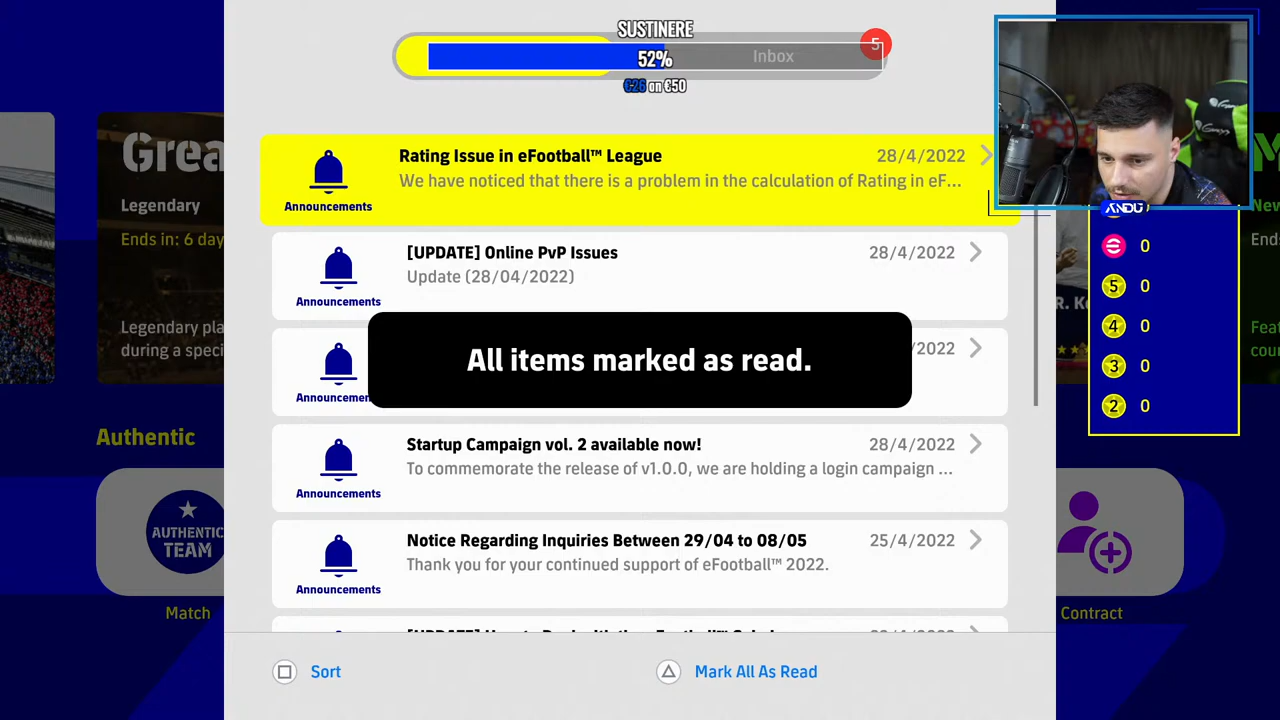 SUSTINERE
52%
€26 on €50
Inbox
5
Grea
Legendary
Ends in: 6 day
Legendary pla
during a speci
Rating Issue in eFootball™ League
28/4/2022
We have noticed that there is a problem in the calculation of Rating in eF...
Announcements
[UPDATE] Online PvP Issues
28/4/2022
Update (28/04/2022)
Announcements
/2022
All items marked as read.
Announcemen
Startup Campaign vol. 2 available now!
28/4/2022
To commemorate the release of v1.0.0, we are holding a login campaign ...
Announcements
Notice Regarding Inquiries Between 29/04 to 08/05
25/4/2022
Thank you for your continued support of eFootball™ 2022.
Announcements
Sort
Mark All As Read
Authentic
AUTHENTIC
TEAM
Match
ANDU
0
5 0
4 0
3 0
2 0
New
Enda
R. Ke
Feat
cour
Contract